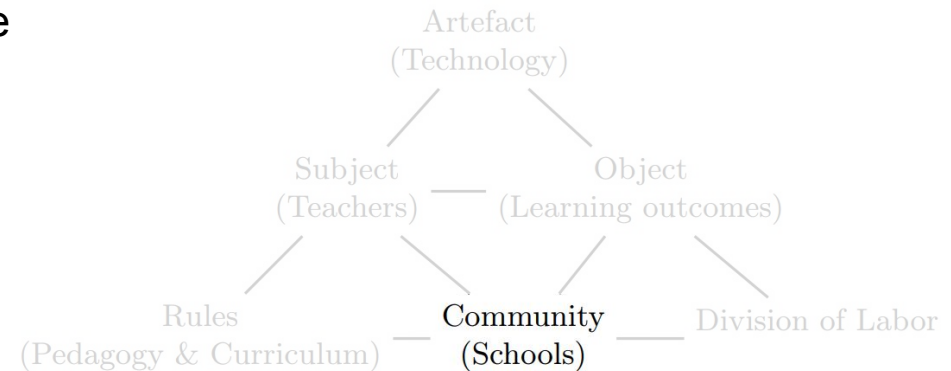 e
Artefact
(Technology)
Subject
(Teachers)
Object
(Learning outcomes)
Rules
(Pedagogy & Curriculum)
Community
(Schools)
Division of Labor